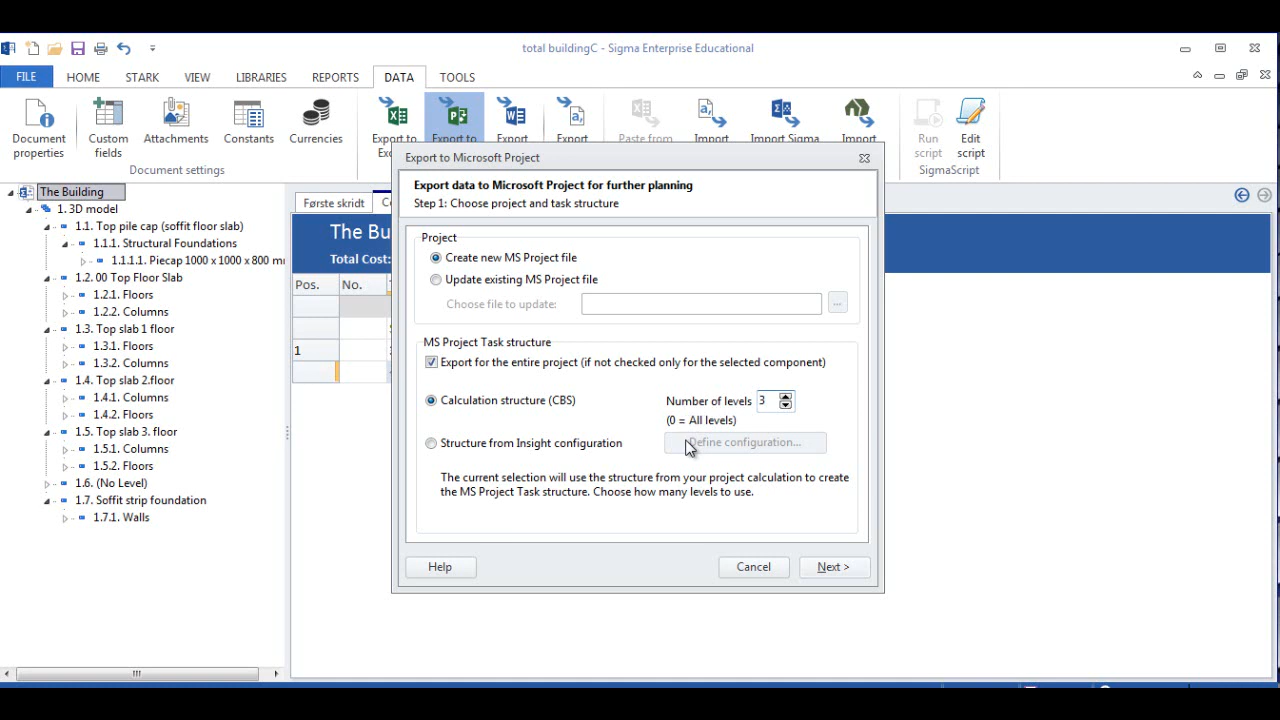 total buildingC - Sigma Enterprise Educational
FILE HOME STARK VIEW LIBRARIES REPORTS DATA TOOLS
Document properties
Custom fields
Attachments
Constants
Currencies
Export to
Export to
Export
Export
Paste from
Import
Import Sigma
Import
Run script
Edit script
Document settings
SigmaScript
The Building
1. 3D model
1.1. Top pile cap (soffit floor slab)
1.1.1. Structural Foundations
1.1.1.1. Piecap 1000 x 1000 x 800 m
1.2. 00 Top Floor Slab
1.2.1. Floors
1.2.2. Columns
1.3. Top slab 1 floor
1.3.1. Floors
1.3.2. Columns
1.4. Top slab 2.floor
1.4.1. Columns
1.4.2. Floors
1.5. Top slab 3. floor
1.5.1. Columns
1.5.2. Floors
1.6. (No Level)
1.7. Soffit strip foundation
1.7.1. Walls
Første skridt
The Bu
Total Cost:
Pos. No.
1
Export to Microsoft Project
Export data to Microsoft Project for further planning
Step 1: Choose project and task structure
Project
Create new MS Project file
Update existing MS Project file
Choose file to update:
...
MS Project Task structure
Export for the entire project (if not checked only for the selected component)
Calculation structure (CBS)
Number of levels 3
(0 = All levels)
Structure from Insight configuration
Define configuration...
The current selection will use the structure from your project calculation to create
the MS Project Task structure. Choose how many levels to use.
Help
Cancel
Next >